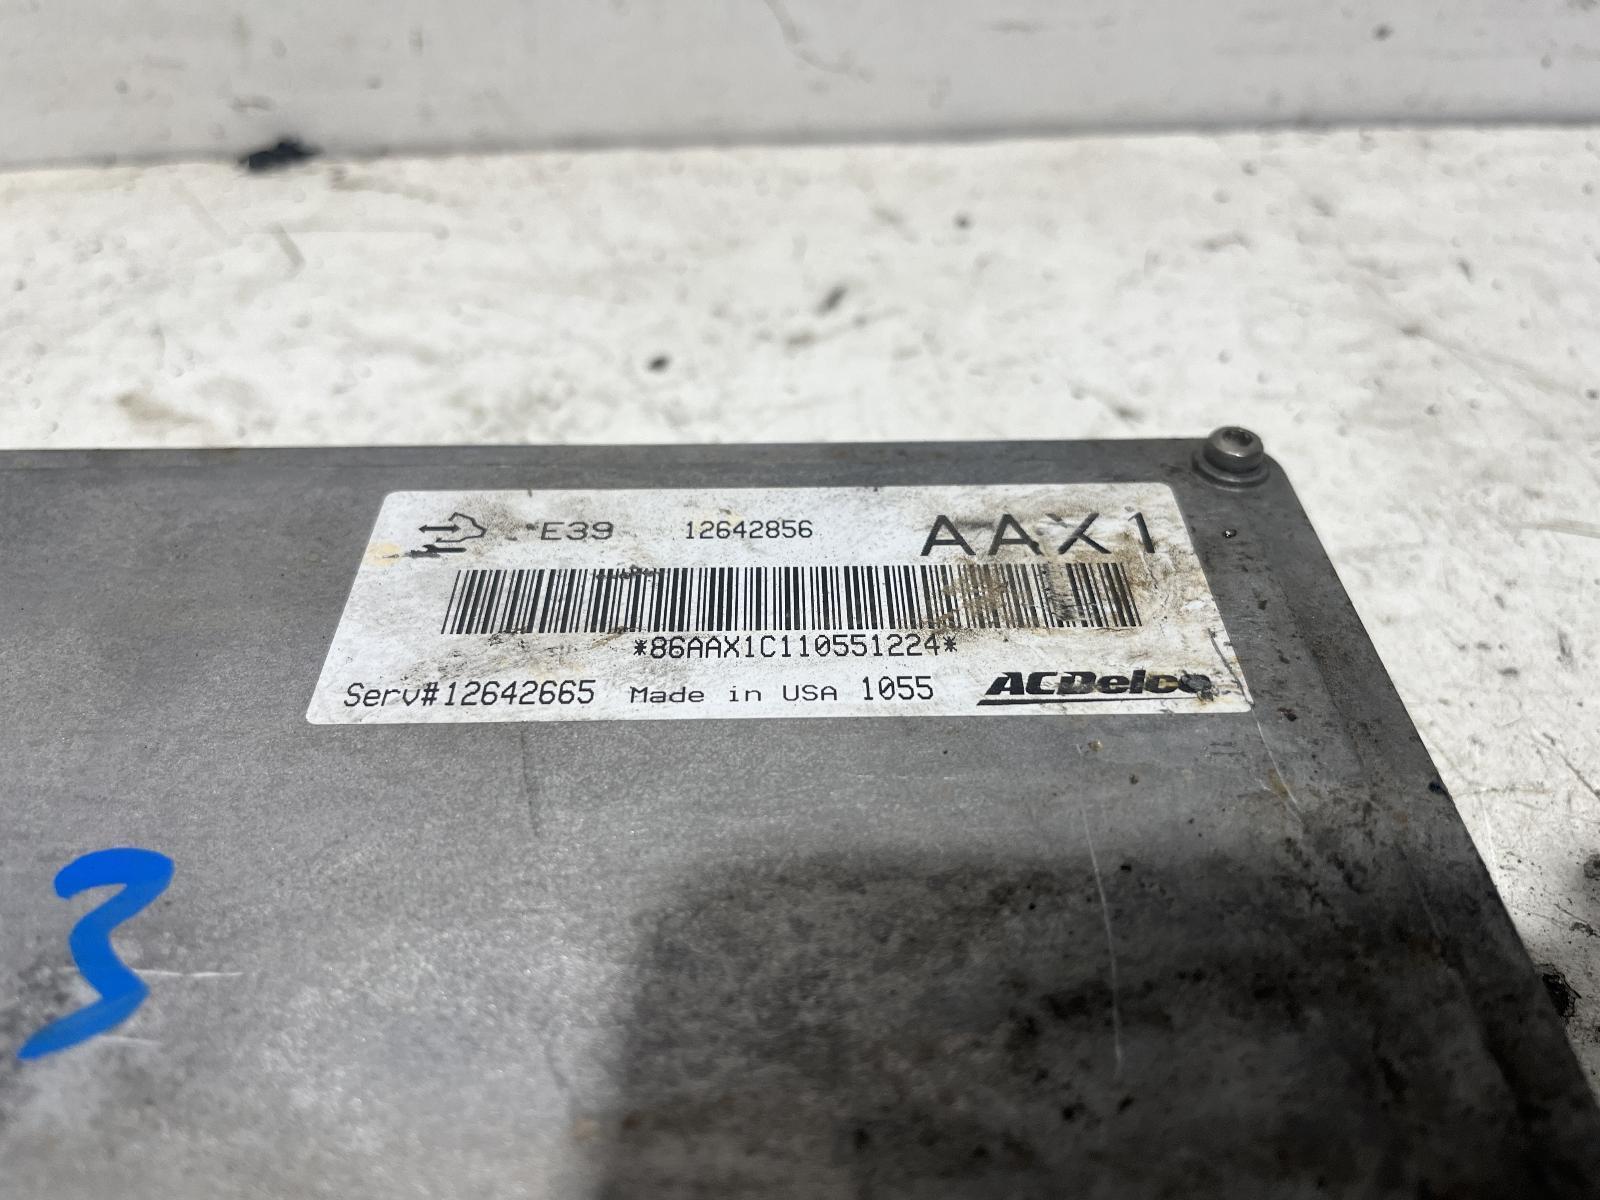 E39 12642856 AAX1
*86AAX1C110551224*
Serv#12642665 Made in USA 1055 ACDelco
3